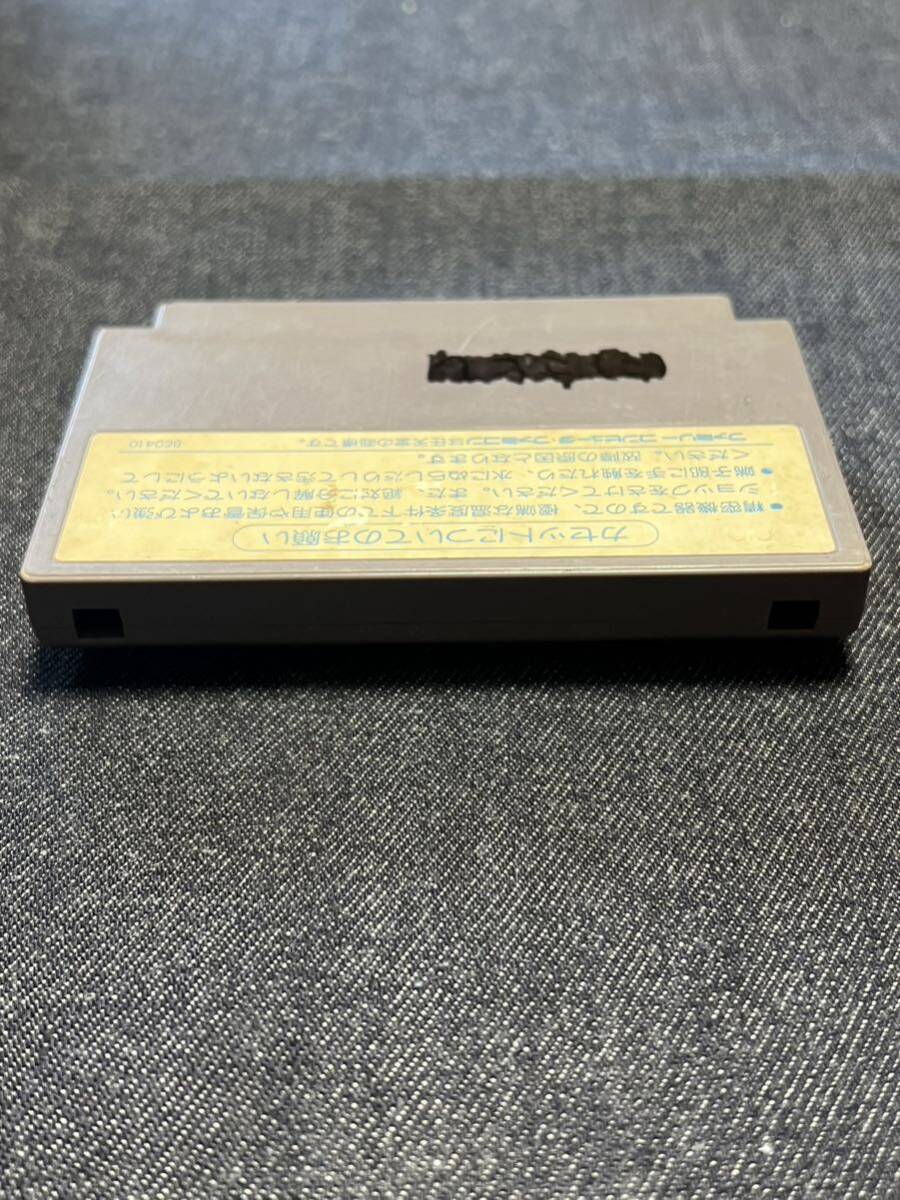 カセットについてのお願い
●精密機器ですので、極端な温度条件下での使用や保管および強い
ショックをさけてください。また、絶対に分解しないでください。
●端子部に手を触れたり、水にぬらしたりして汚さないようにして
ください。故障の原因となります。
ファミリーコンピュータ・ファミコンは任天堂の商標です。